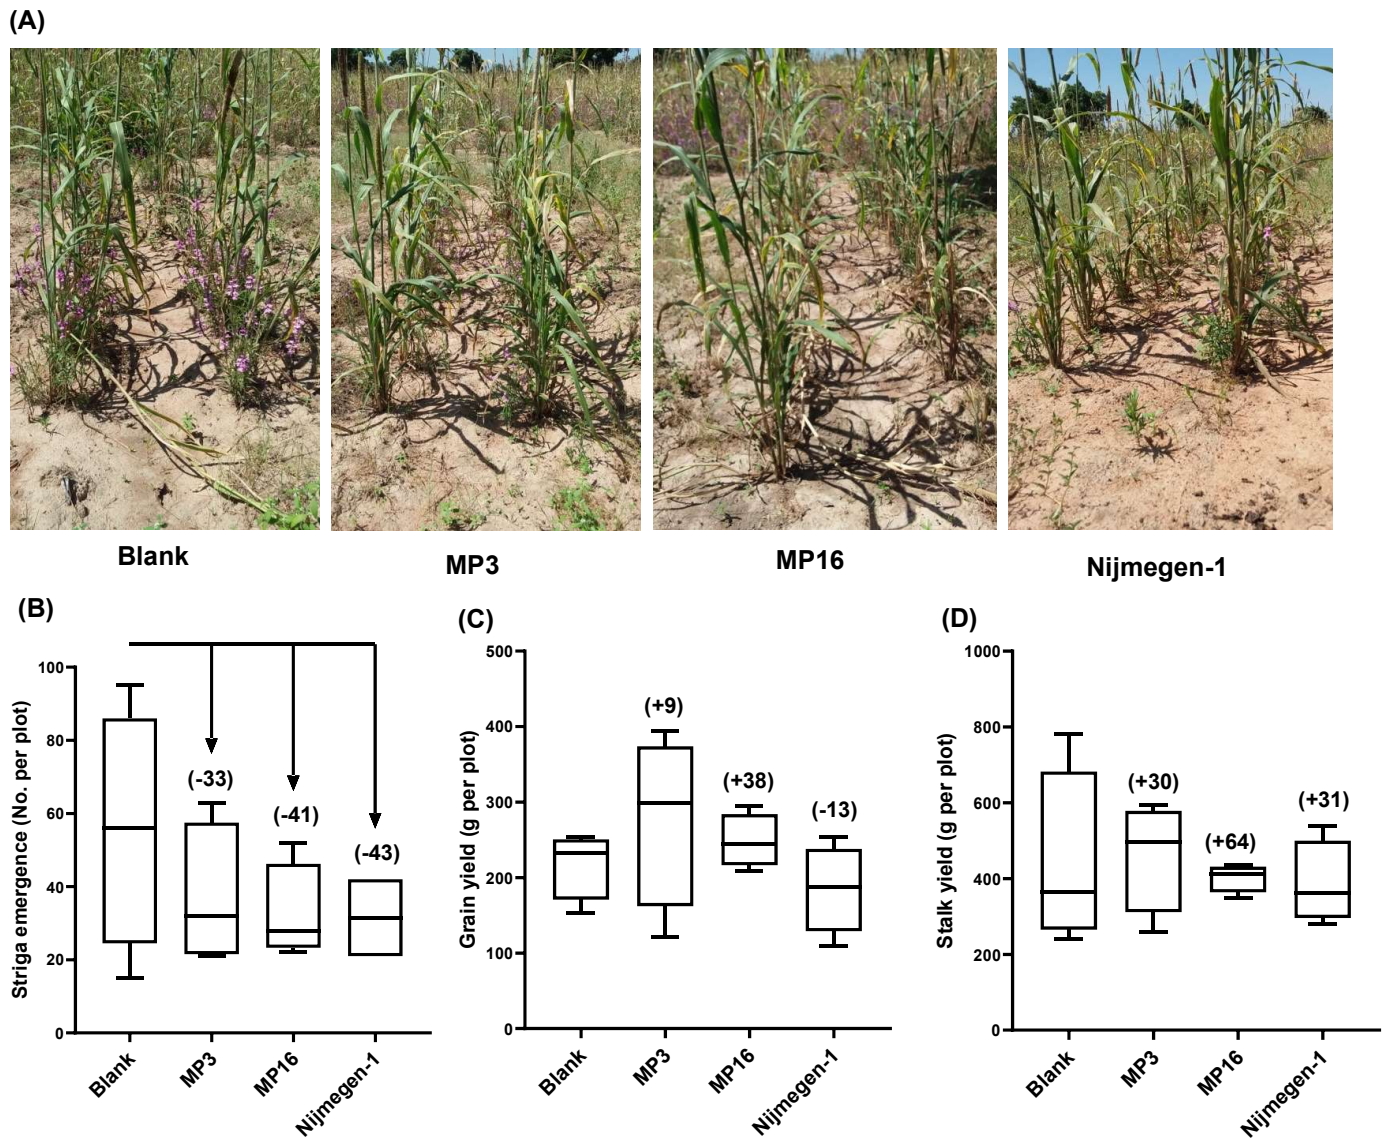 (A)
Blank
MP3
MP16
Nijmegen-1
(B)
Striga emergence (No. per plot)
100
80
60
40
20
0
(-33)
(-41)
(-43)
Blank
MP3
MP16
Nijmegen-1
(C)
Grain yield (g per plot)
500
400
300
200
100
0
(+9)
(+38)
(-13)
Blank
MP3
MP16
Nijmegen-1
(D)
Stalk yield (g per plot)
1000
800
600
400
200
0
(+30)
(+64)
(+31)
Blank
MP3
MP16
Nijmegen-1